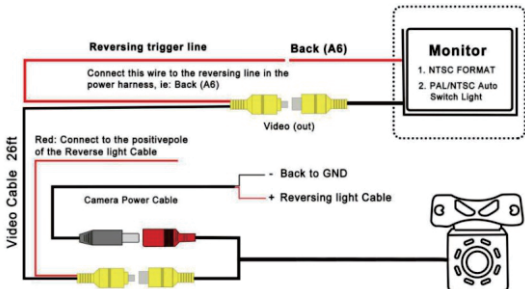 Reversing trigger line
Back (A6)
Connect this wire to the reversing line in the
power harness, ie: Back (A6)
Monitor
1. NTSC FORMAT
2. PAL/NTSC Auto
Switch Light
Video (out)
Video Cable 26ft
Red: Connect to the positivepole
of the Reverse light Cable
- Back to GND
+ Reversing light Cable
Camera Power Cable